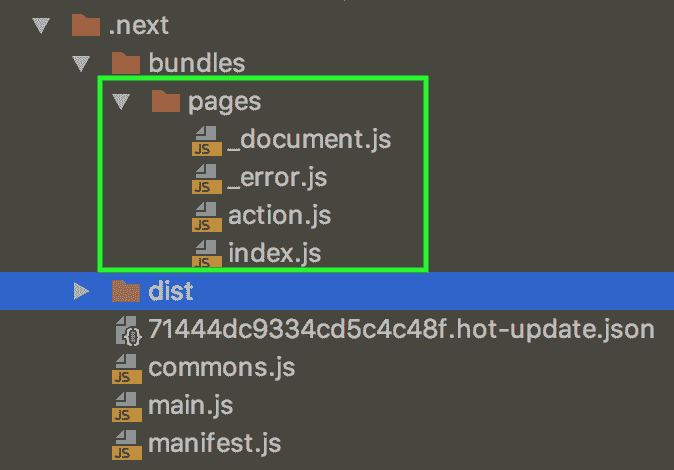 .next
bundles
pages
JS _document.js
JS _error.js
JS action.js
JS index.js
dist
{} 71444dc9334cd5c4c48f.hot-update.json
JS commons.js
JS main.js
JS manifest.js